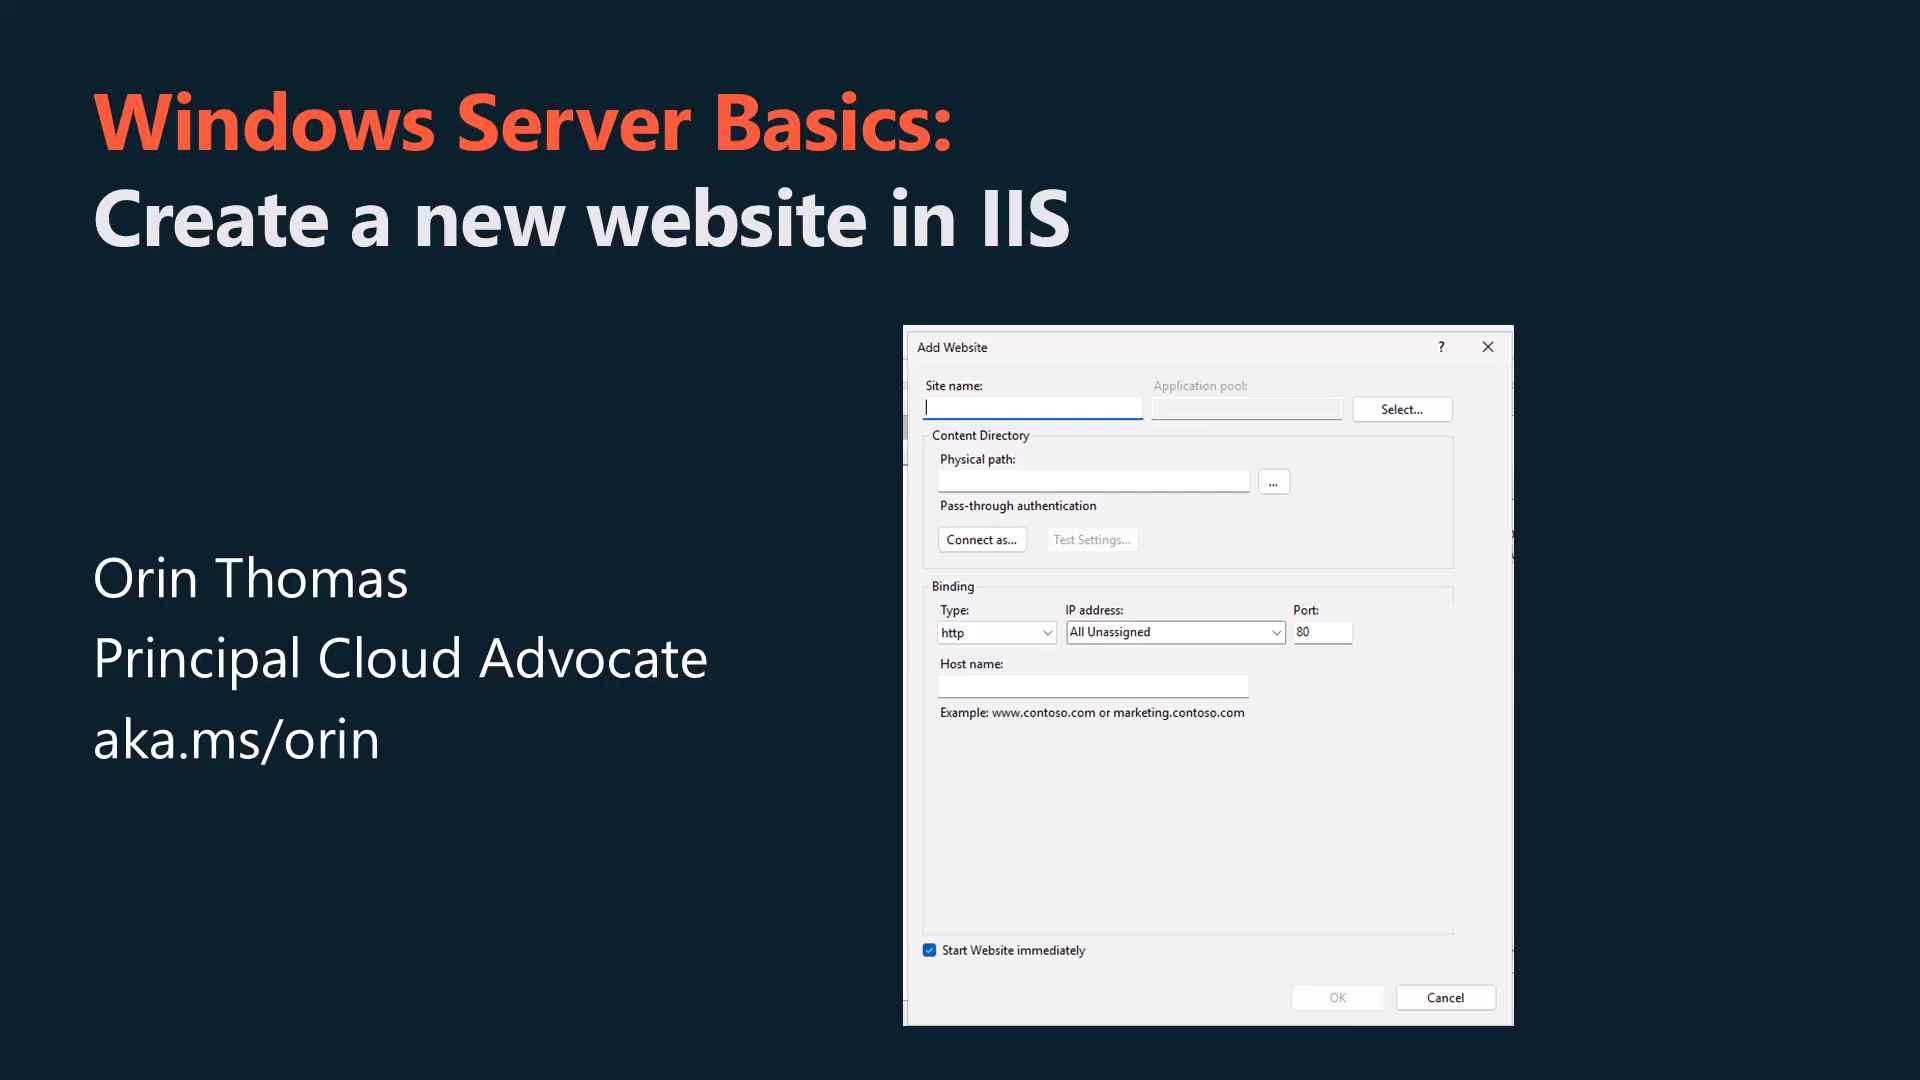 Windows Server Basics:
Create a new website in IIS
Orin Thomas
Principal Cloud Advocate
aka.ms/orin
Add Website
?
Site name:
Application pool:
Select...
Content Directory
Physical path:
...
Pass-through authentication
Connect as...
Test Settings...
Binding
Type:
IP address:
Port:
http
All Unassigned
80
Host name:
Example: www.contoso.com or marketing.contoso.com
Start Website immediately
OK
Cancel